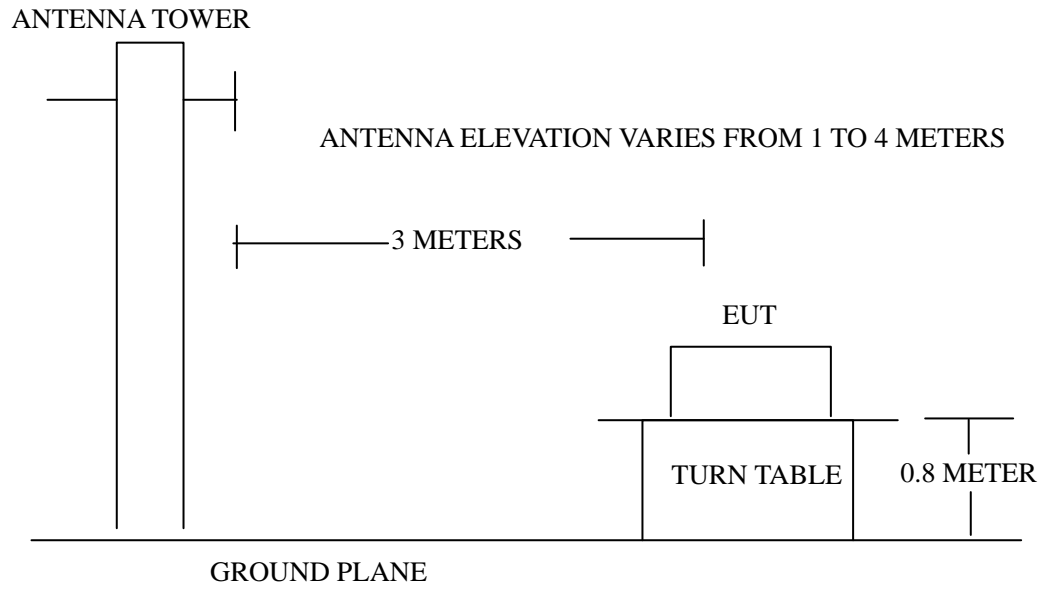 ANTENNA TOWER
ANTENNA ELEVATION VARIES FROM 1 TO 4 METERS
3 METERS
EUT
TURN TABLE
0.8 METER
GROUND PLANE